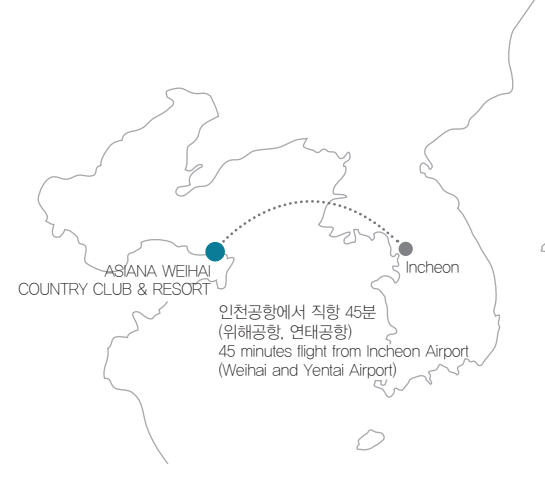 ASIANA WEIHAI
COUNTRY CLUB & RESORT
Incheon
인천공항에서 직항 45분
(위해공항, 연태공항)
45 minutes flight from Incheon Airport
(Weihai and Yentai Airport)